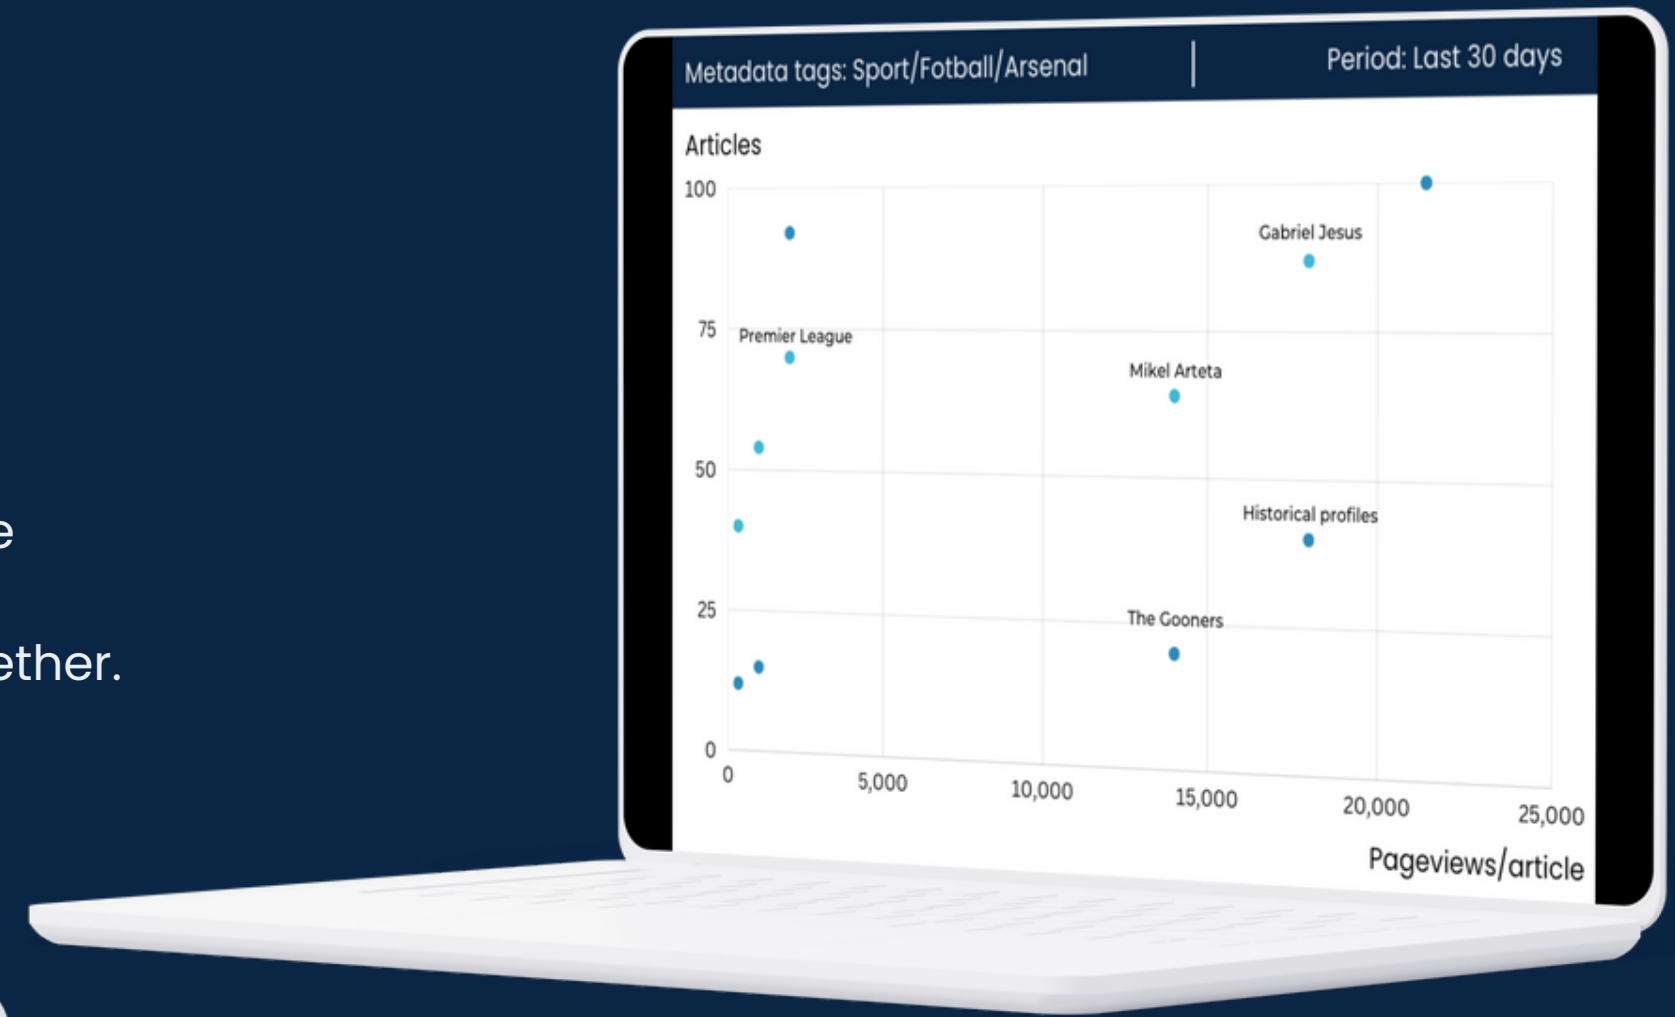 Metadata tags: Sport/Fotball/Arsenal | Period: Last 30 days
Articles
100
Gabriel Jesus
75
Premier League
Mikel Arteta
50
Historical profiles
25
The Gooners
0
0 5,000 10,000 15,000 20,000 25,000
Pageviews/article
e
ether.